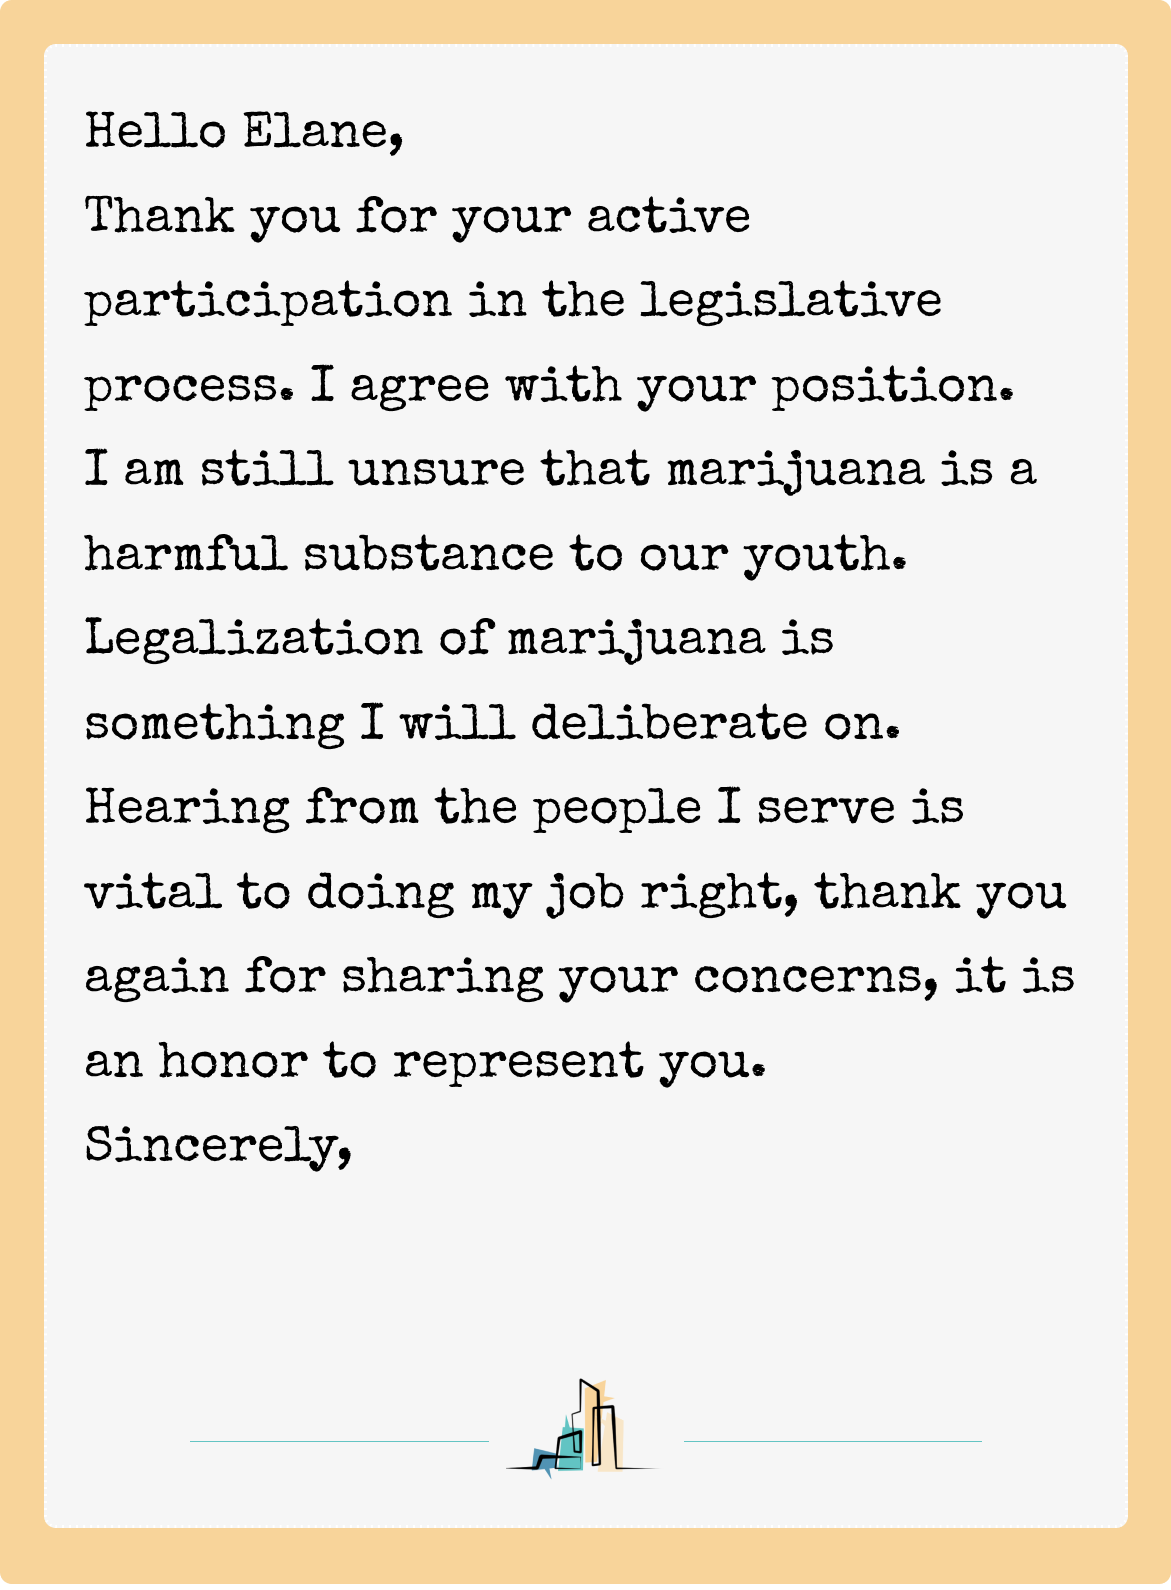 Hello Elane,
Thank you for your active
participation in the legislative
process. I agree with your position.
I am still unsure that marijuana is a
harmful substance to our youth.
Legalization of marijuana is
something I will deliberate on.
Hearing from the people I serve is
vital to doing my job right, thank you
again for sharing your concerns, it is
an honor to represent you.
Sincerely,